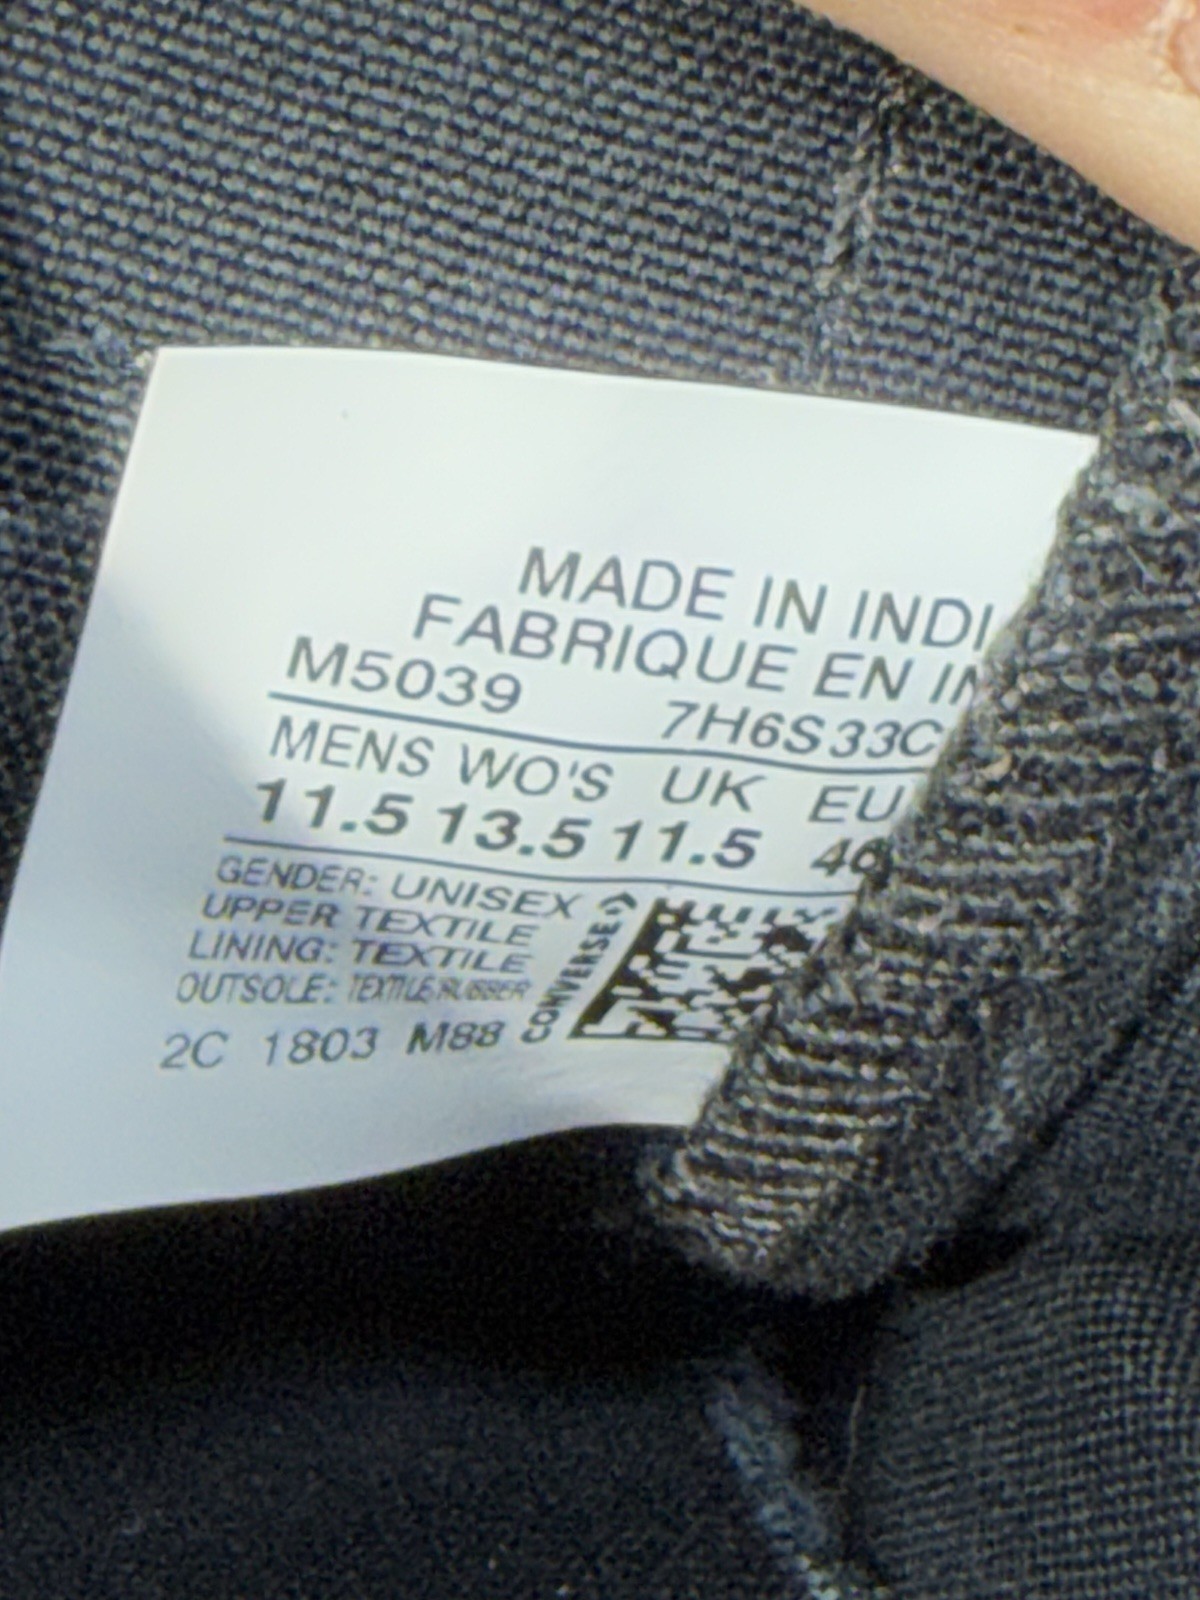 MADE IN INDI
FABRIQUE EN IN
M5039 7H6S33C
MENS WO'S UK EU
11.5 13.5 11.5 46
GENDER: UNISEX
UPPER TEXTILE
LINING: TEXTILE
OUTSOLE: TEXTILE/RUBBER
2C 1803 M88
CONVERSE